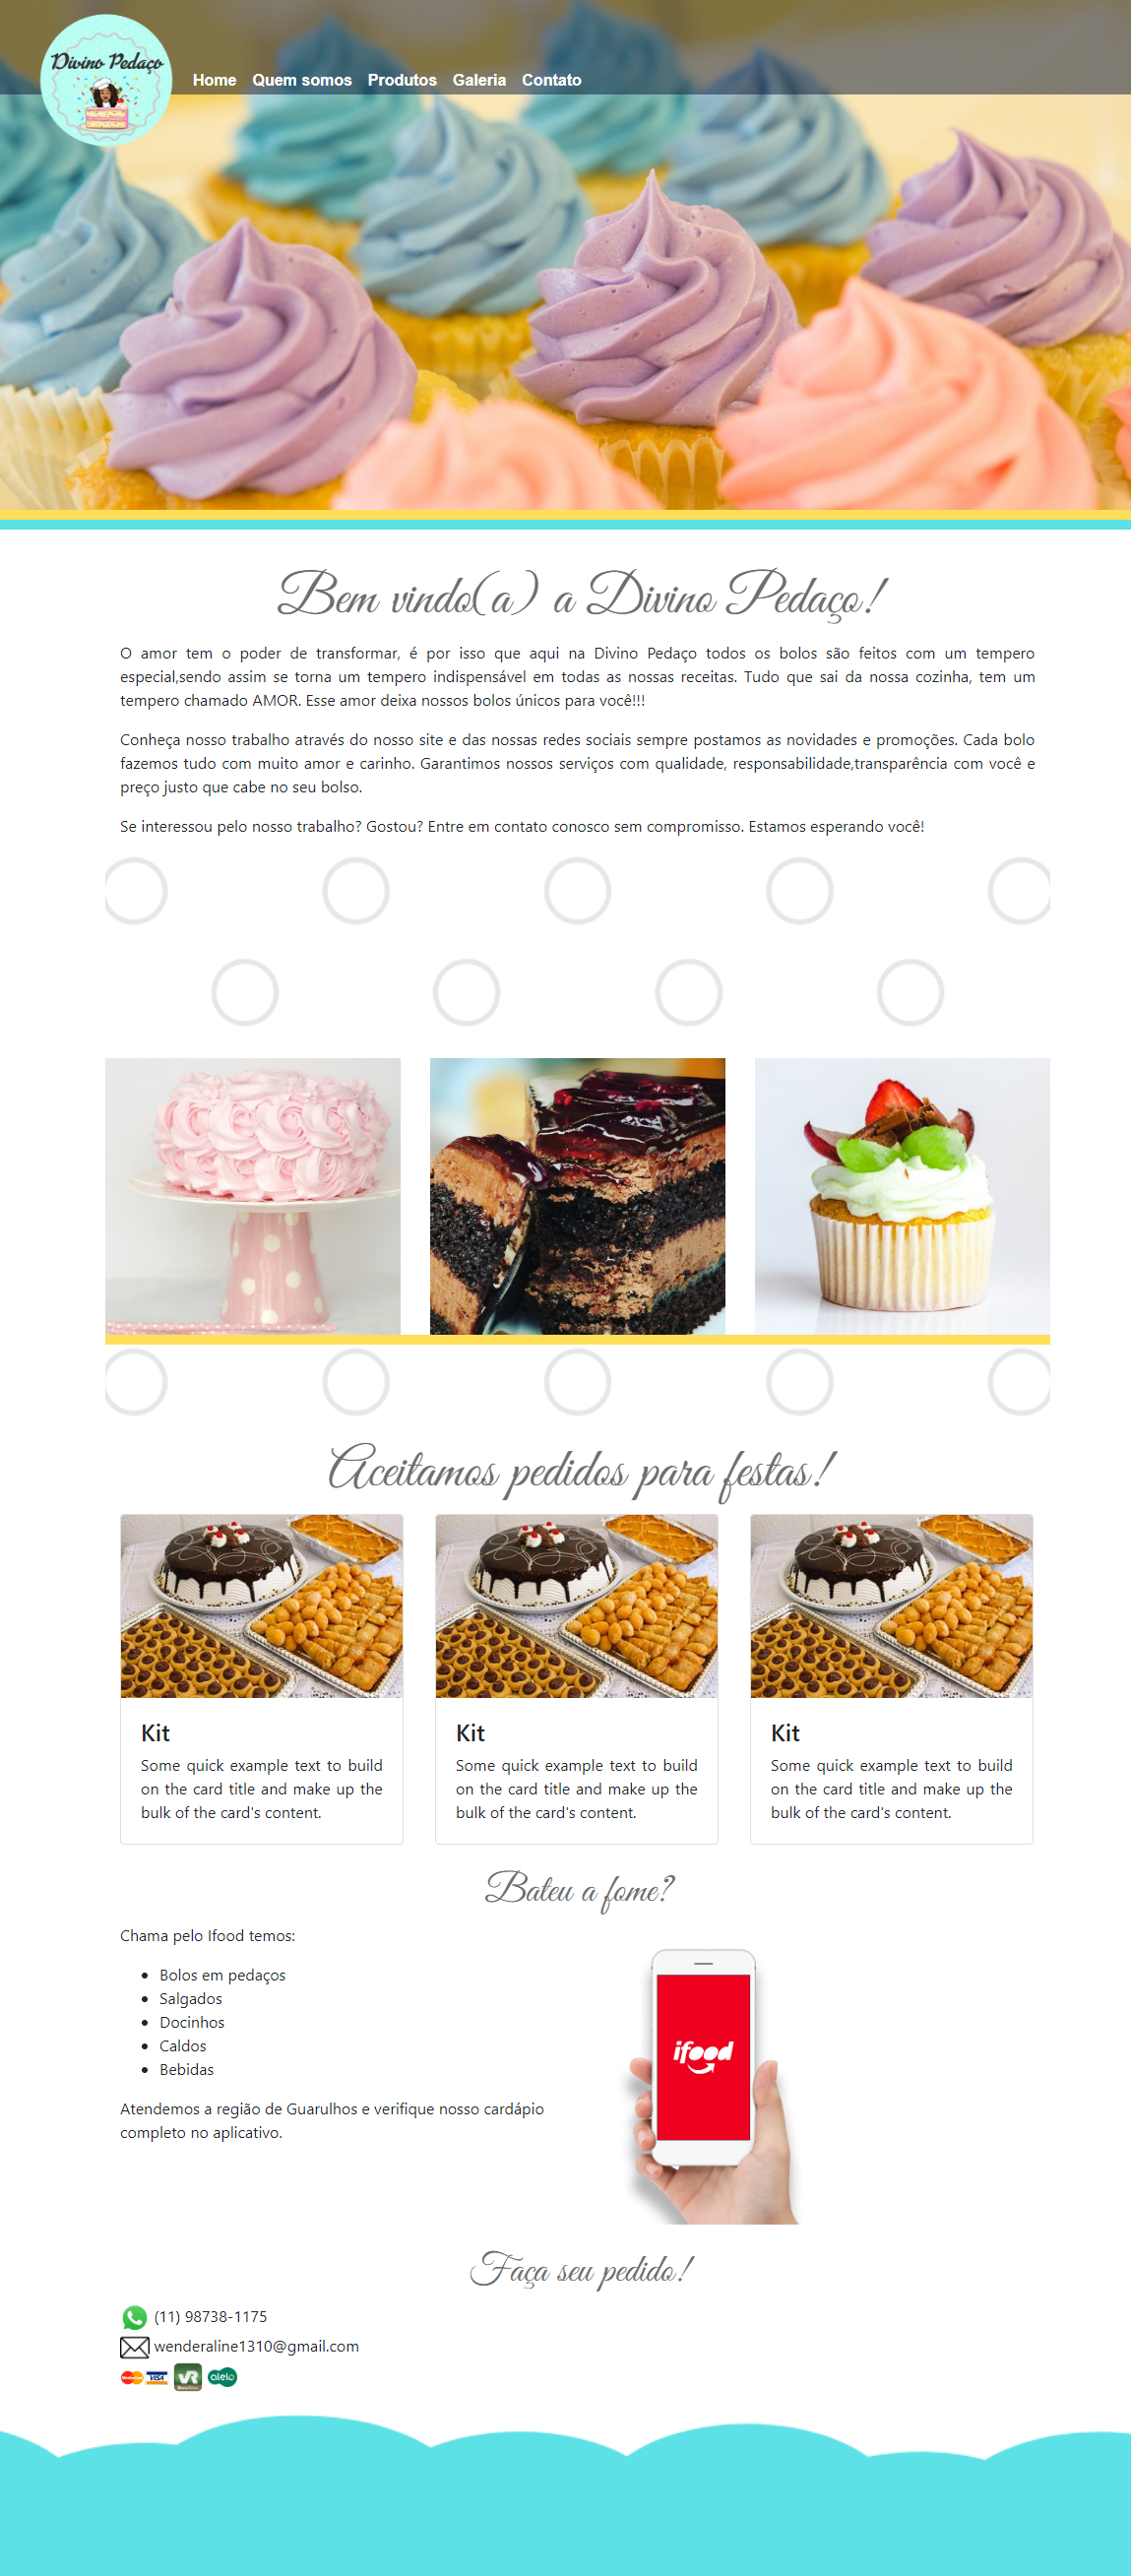 Divino Pedaço
Home Quem somos Produtos Galeria Contato
Bem vindo(a) a Divino Pedaço!
O amor tem o poder de transformar, é por isso que aqui na Divino Pedaço todos os bolos são feitos com um tempero
especial,sendo assim se torna um tempero indispensável em todas as nossas receitas. Tudo que sai da nossa cozinha, tem um
tempero chamado AMOR. Esse amor deixa nossos bolos únicos para você!!!
Conheça nosso trabalho através do nosso site e das nossas redes sociais sempre postamos as novidades e promoções. Cada bolo
fazemos tudo com muito amor e carinho. Garantimos nossos serviços com qualidade, responsabilidade,transparência com você e
preço justo que cabe no seu bolso.
Se interessou pelo nosso trabalho? Gostou? Entre em contato conosco sem compromisso. Estamos esperando você!
Aceitamos pedidos para festas!
Kit
Some quick example text to build
on the card title and make up the
bulk of the card's content.
Kit
Some quick example text to build
on the card title and make up the
bulk of the card's content.
Kit
Some quick example text to build
on the card title and make up the
bulk of the card's content.
Bateu a fome?
Chama pelo Ifood temos:
Bolos em pedaços
Salgados
Docinhos
Caldos
Bebidas
Atendemos a região de Guarulhos e verifique nosso cardápio
completo no aplicativo.
ifood
Faça seu pedido!
(11) 98738-1175
wenderaline1310@gmail.com
MasterCard VISA VR alelo